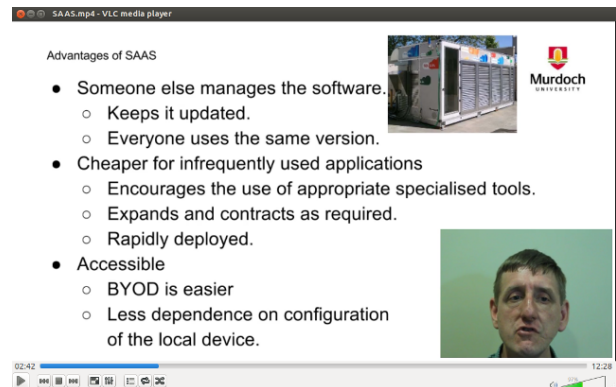 SAAS.mp4 - VLC media player
Advantages of SAAS
Murdoch
UNIVERSITY
● Someone else manages the software.
○ Keeps it updated.
○ Everyone uses the same version.
● Cheaper for infrequently used applications
○ Encourages the use of appropriate specialised tools.
○ Expands and contracts as required.
○ Rapidly deployed.
● Accessible
○ BYOD is easier
○ Less dependence on configuration
of the local device.
02:42
12:28